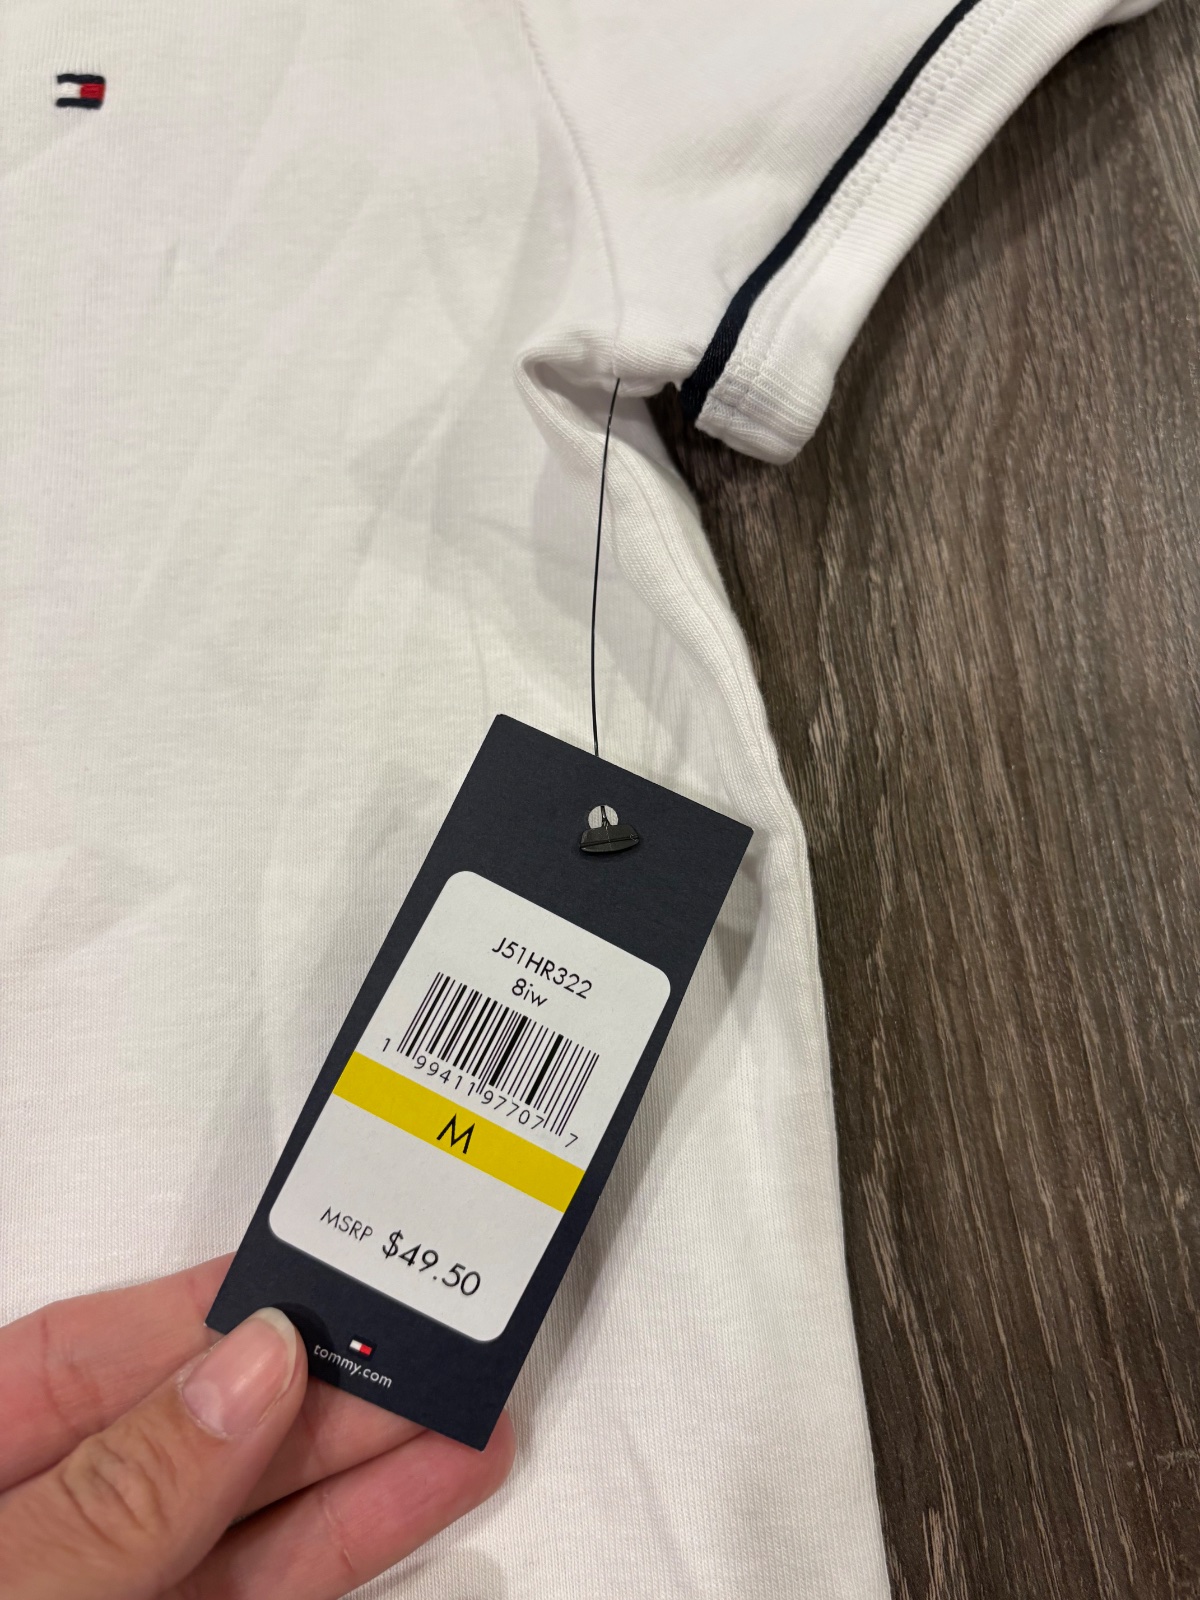 J51HR322
8iw
1 99411 97707 7
M
MSRP $49.50
tommy.com